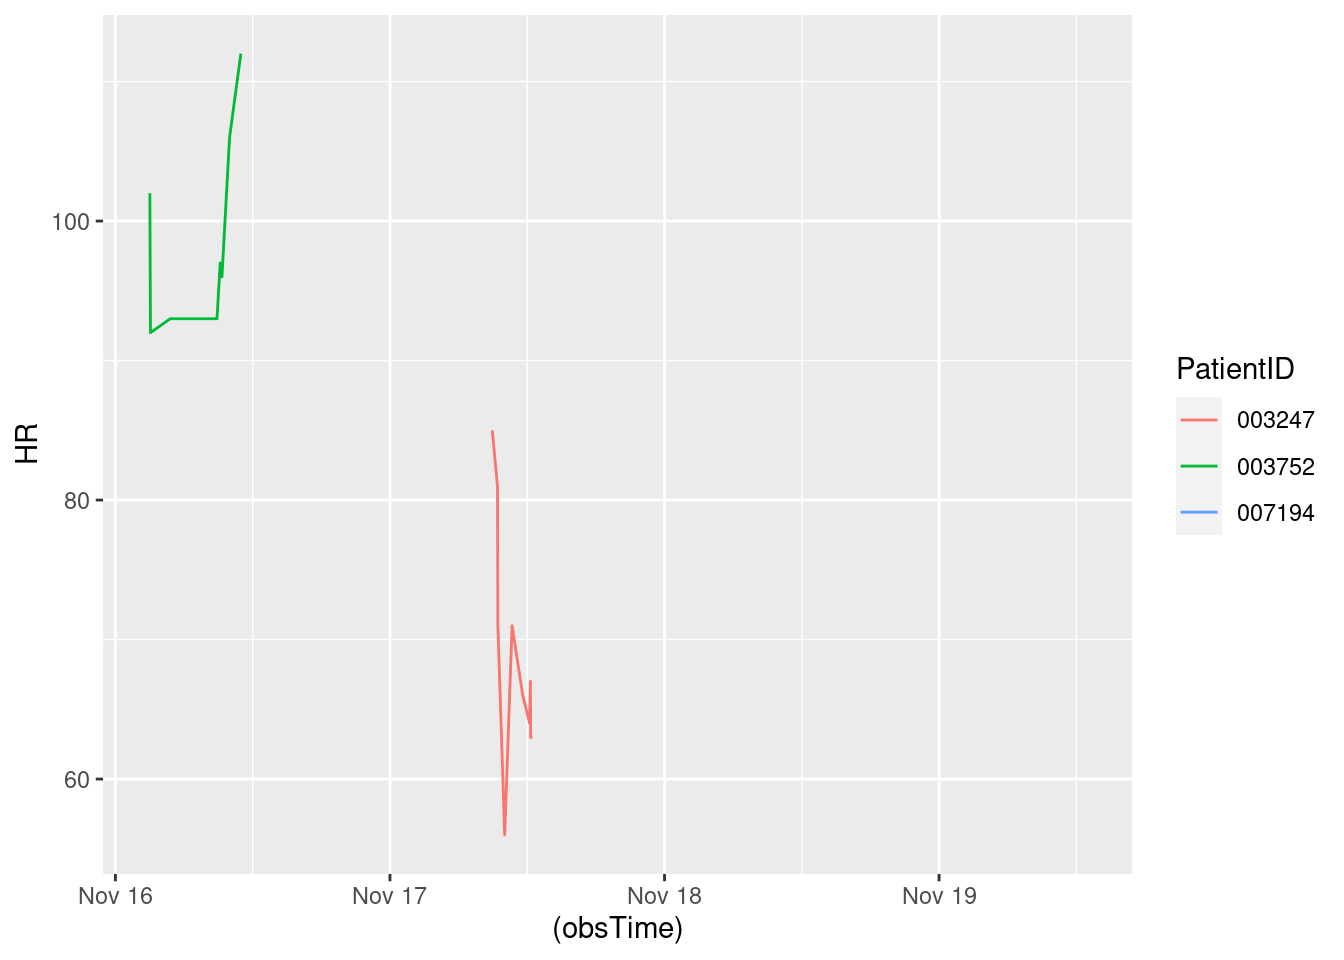 HR
100
80
60
Nov 16
Nov 17
Nov 18
Nov 19
(obsTime)
PatientID
003247
003752
007194